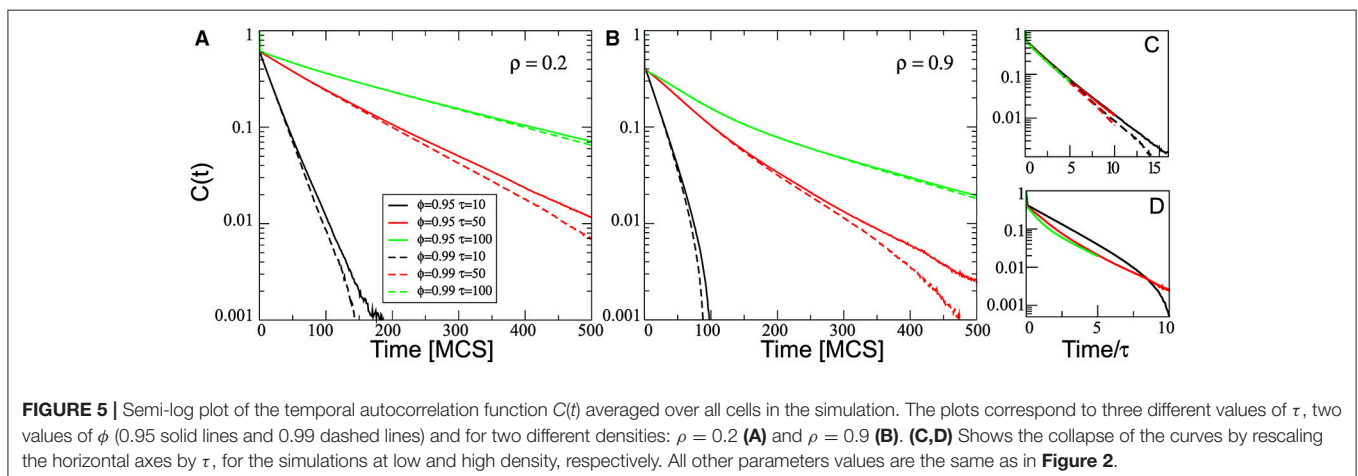 A
B
C
D
C(t)
1
0.1
0.01
0.001
0
100
200
300
400
500
Time [MCS]
ρ = 0.2
ϕ=0.95 τ=10
ϕ=0.95 τ=50
ϕ=0.95 τ=100
ϕ=0.99 τ=10
ϕ=0.99 τ=50
ϕ=0.99 τ=100
1
0.1
0.01
0.001
0
100
200
300
400
500
Time [MCS]
ρ = 0.9
1
0.1
0.01
0
5
10
15
1
0.1
0.01
0.001
0
5
10
Time/τ
FIGURE 5 | Semi-log plot of the temporal autocorrelation function C(t) averaged over all cells in the simulation. The plots correspond to three different values of τ, two
values of ϕ (0.95 solid lines and 0.99 dashed lines) and for two different densities: ρ = 0.2 (A) and ρ = 0.9 (B). (C,D) Shows the collapse of the curves by rescaling
the horizontal axes by τ, for the simulations at low and high density, respectively. All other parameters values are the same as in Figure 2.